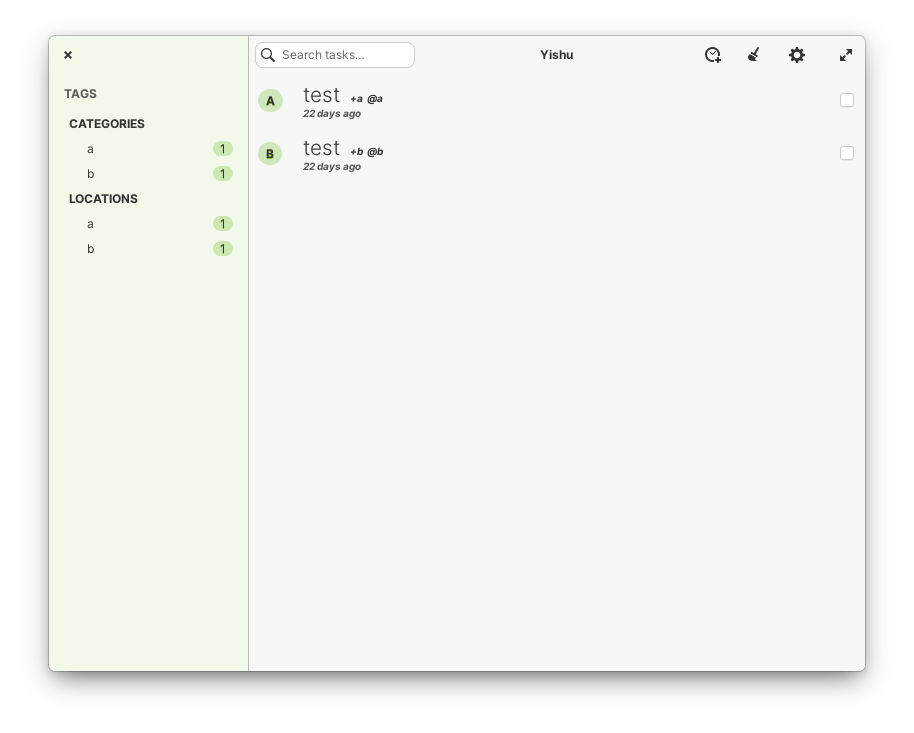 TAGS
CATEGORIES
a 1
b 1
LOCATIONS
a 1
b 1
Search tasks...
Yishu
A test +a @a
22 days ago
B test +b @b
22 days ago